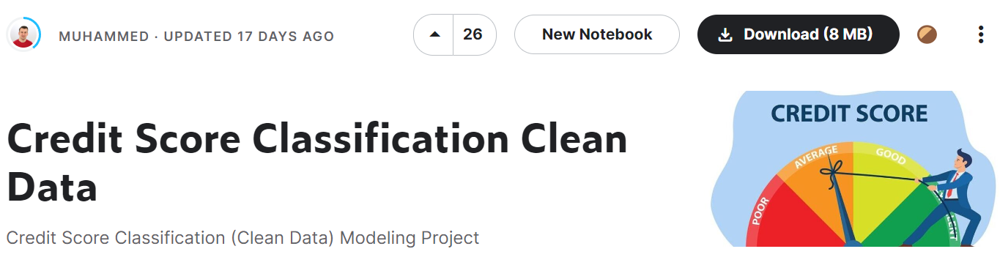 MUHAMMED · UPDATED 17 DAYS AGO
26
New Notebook
Download (8 MB)
Credit Score Classification Clean
Data
Credit Score Classification (Clean Data) Modeling Project
CREDIT SCORE
POOR
AVERAGE
GOOD